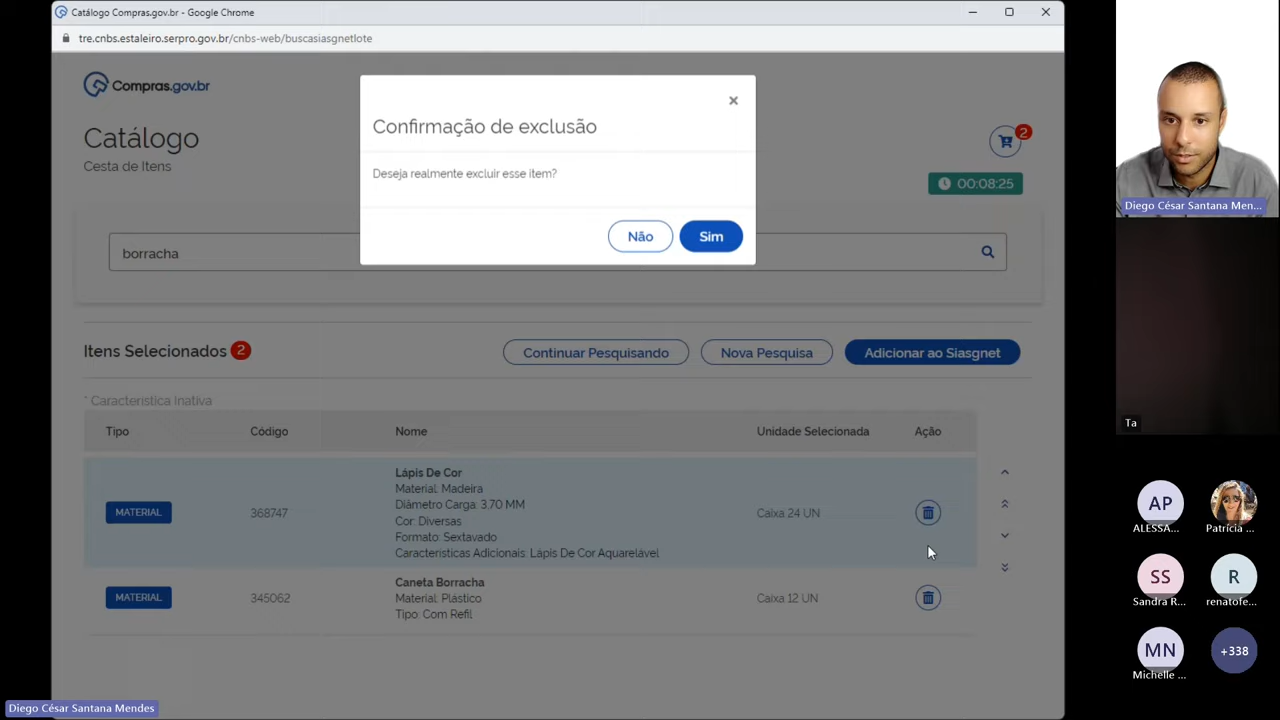 Catálogo Compras.gov.br - Google Chrome
tre.cnbs.estaleiro.serpro.gov.br/cnbs-web/buscasiasgnetlote
Compras.gov.br
Catálogo
Cesta de Itens
2
00:08:25
Confirmação de exclusão
Deseja realmente excluir esse item?
Não
Sim
borracha
Itens Selecionados 2
Continuar Pesquisando
Nova Pesquisa
Adicionar ao Siasgnet
* Característica Inativa
Tipo
Código
Nome
Unidade Selecionada
Ação
MATERIAL
368747
Lápis De Cor
Material: Madeira
Diâmetro Carga: 3,70 MM
Cor: Diversas
Formato: Sextavado
Características Adicionais: Lápis De Cor Aquarelável
Caixa 24 UN
MATERIAL
345062
Caneta Borracha
Material: Plástico
Tipo: Com Refil
Caixa 12 UN
Diego César Santana Mendes
Diego César Santana Men...
Ta
AP
ALESSA...
Patrícia ...
SS
Sandra R...
R
renatofe...
MN
Michelle ...
+338